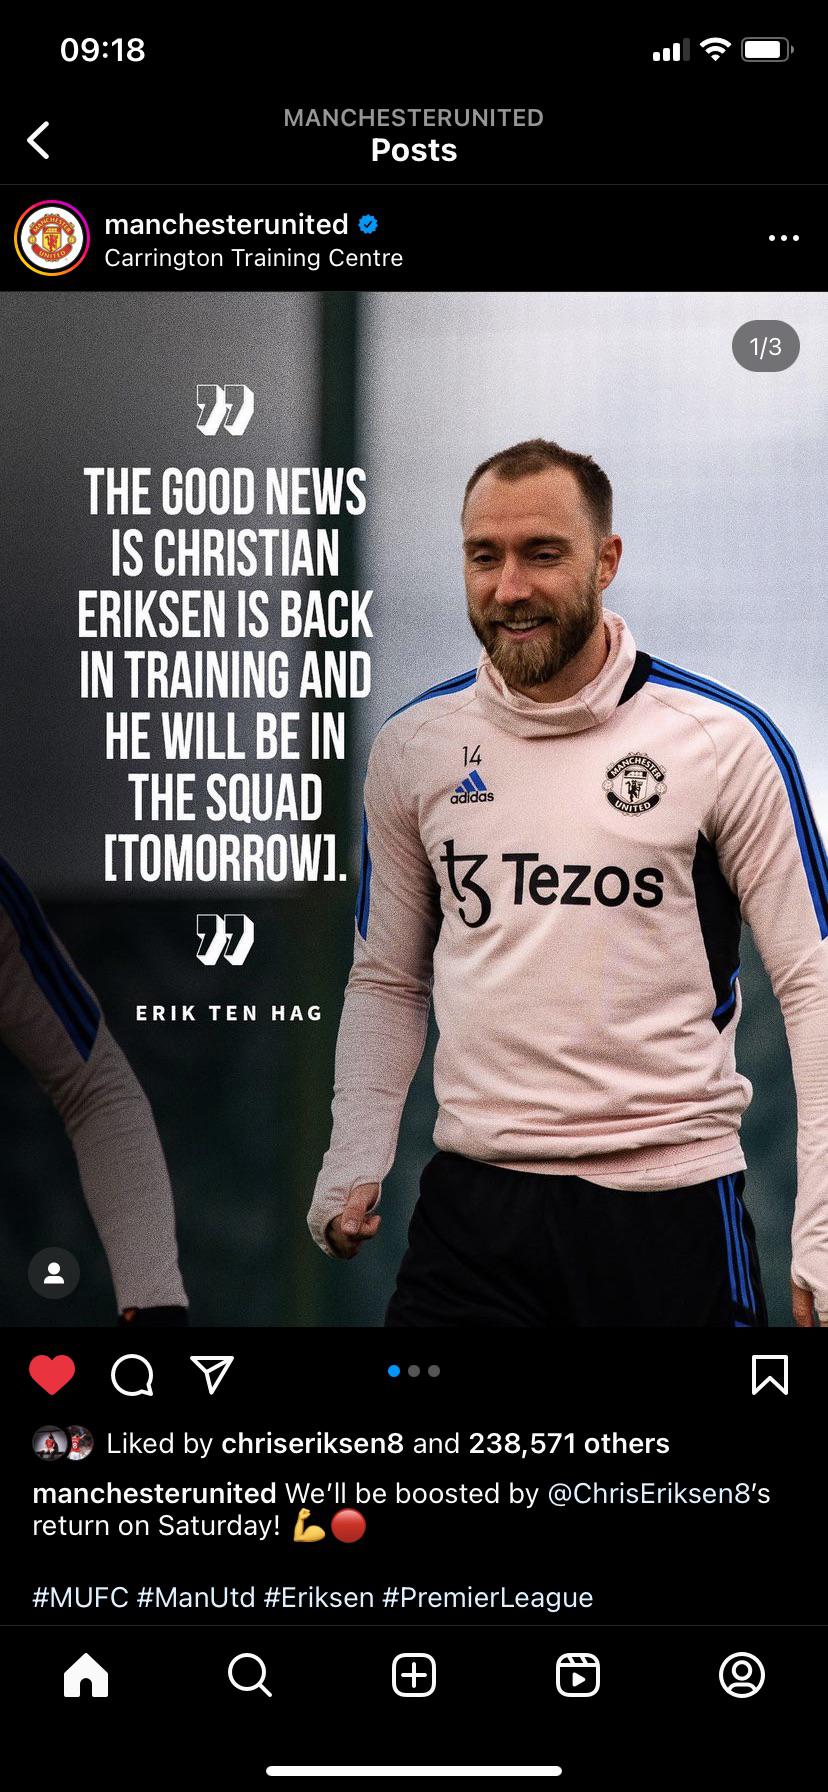 09:18
MANCHESTERUNITED
Posts
manchesterunited
Carrington Training Centre
1/3
”
THE GOOD NEWS
IS CHRISTIAN
ERIKSEN IS BACK
IN TRAINING AND
HE WILL BE IN
THE SQUAD
[TOMORROW].
”
ERIK TEN HAG
14
adidas
MANCHESTER
UNITED
Tezos
Liked by chriseriksen8 and 238,571 others
manchesterunited We’ll be boosted by @ChrisEriksen8’s
return on Saturday! 💪🔴
#MUFC #ManUtd #Eriksen #PremierLeague